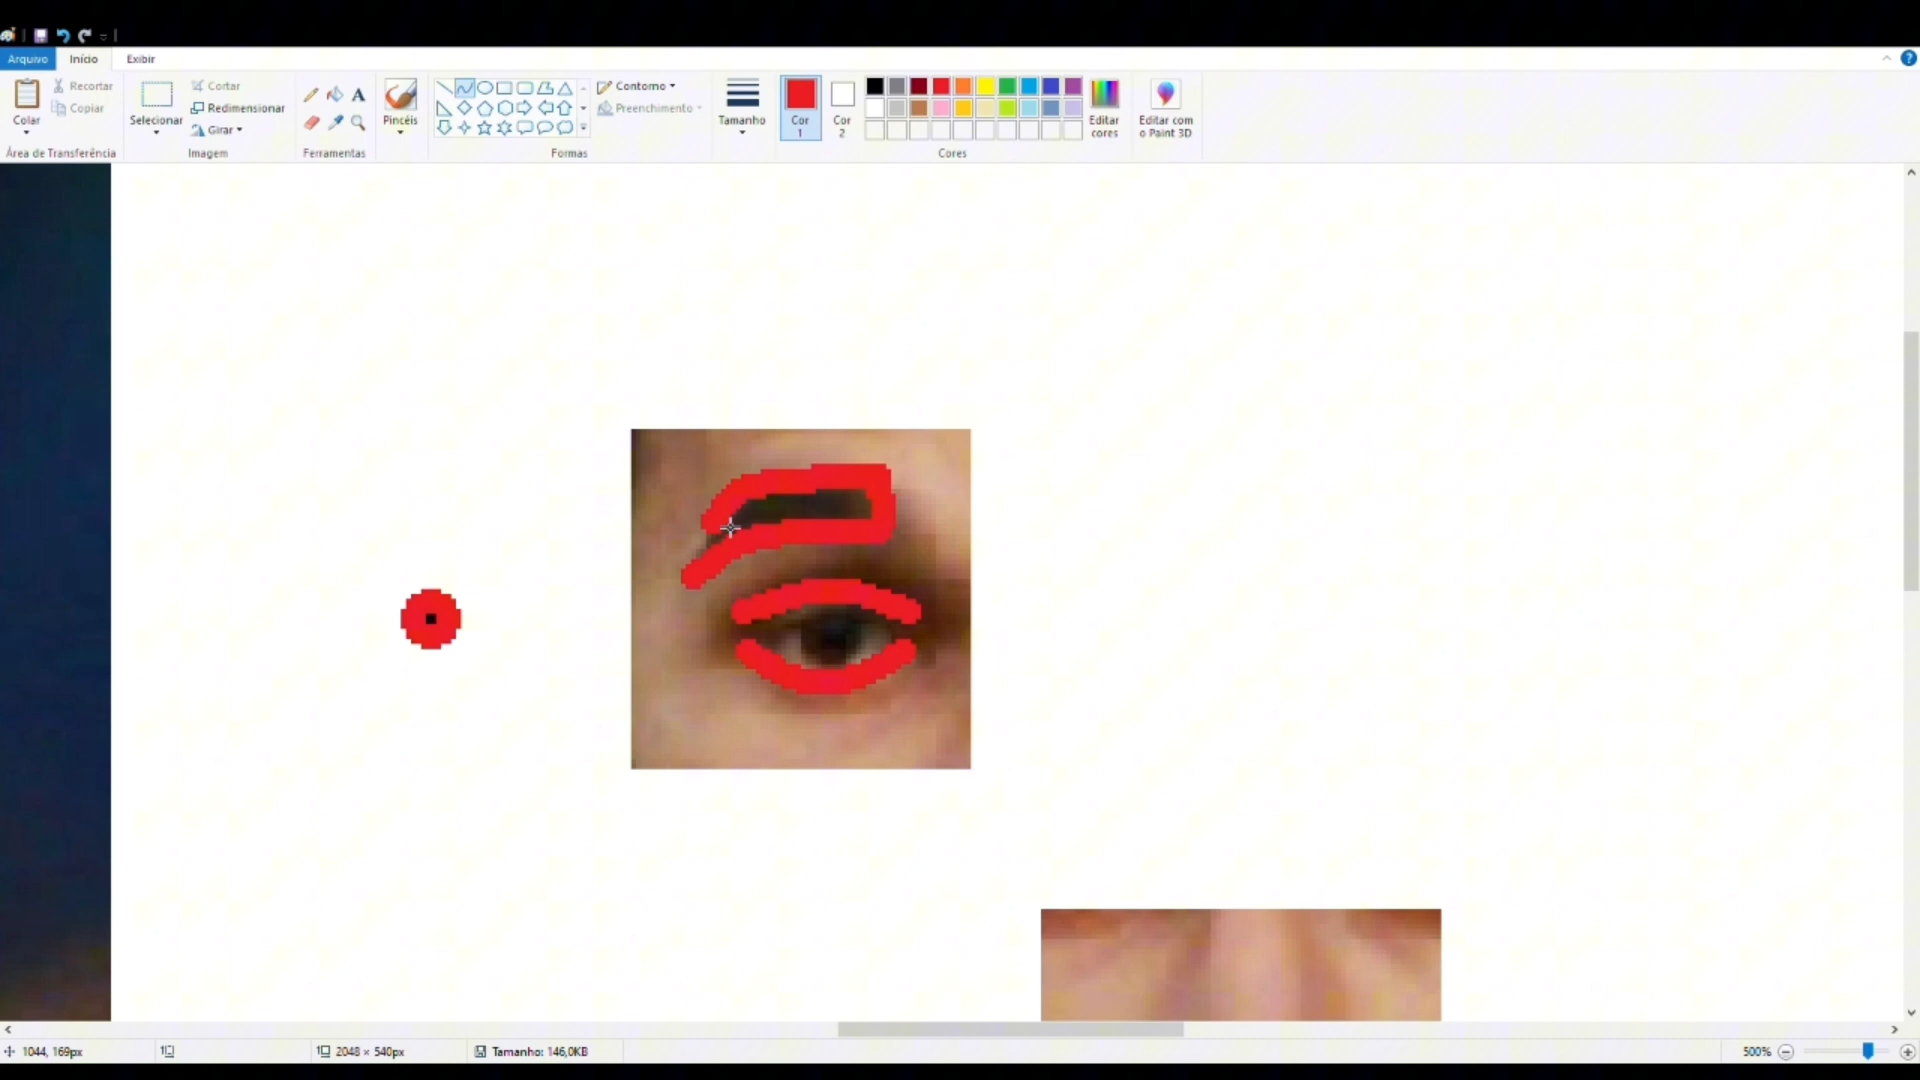 Arquivo Início Exibir
Colar
Recortar
Copiar
Área de Transferência
Selecionar
Cortar
Redimensionar
Girar
Imagem
Ferramentas
Pincéis
Formas
Contorno
Preenchimento
Tamanho
Cor
1
Cor
2
Cores
Editar
cores
Editar com
o Paint 3D
1044, 169px
2048 × 540px
Tamanho: 146,0KB
500%